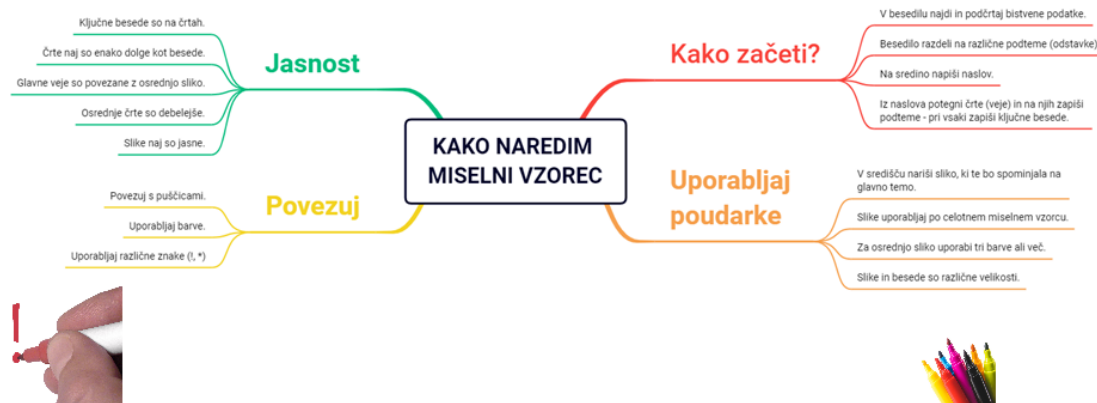 KAKO NAREDIM
MISELNI VZOREC
Kako začeti?
V besedilu najdi in podčrtaj bistvene podatke.
Besedilo razdeli na različne podteme (odstavke)
Na sredino napiši naslov.
Iz naslova potegni črte (veje) in na njih zapiši
podteme - pri vsaki zapiši ključne besede.
Uporabljaj
poudarke
V središču nariši sliko, ki te bo spominjala na
glavno temo.
Slike uporabljaj po celotnem miselnem vzorcu.
Za osrednjo sliko uporabi tri barve ali več.
Slike in besede so različne velikosti.
Jasnost
Ključne besede so na črtah.
Črte naj so enako dolge kot besede.
Glavne veje so povezane z osrednjo sliko.
Osrednje črte so debelejše.
Slike naj so jasne.
Povezuj
Povezuj s puščicami.
Uporabljaj barve.
Uporabljaj različne znake (!, *)